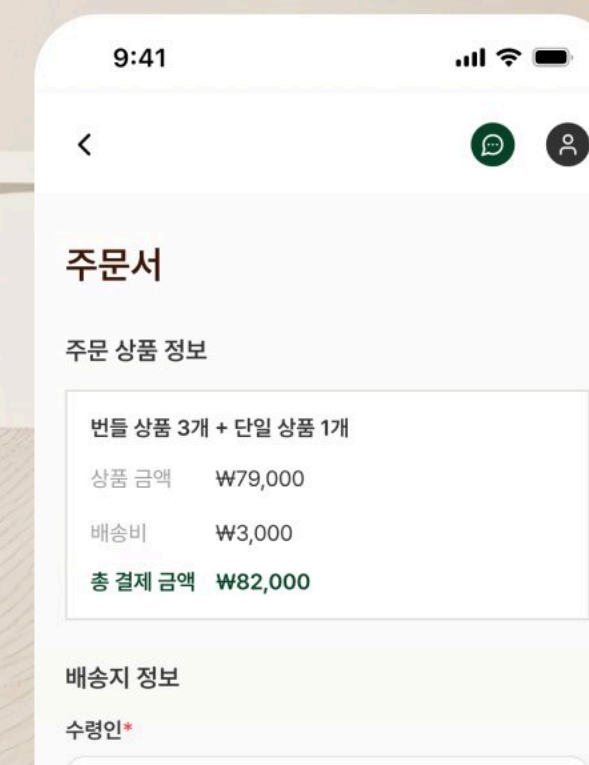 9:41
주문서
주문 상품 정보
번들 상품 3개 + 단일 상품 1개
상품 금액 ₩79,000
배송비 ₩3,000
총 결제 금액 ₩82,000
배송지 정보
수령인*